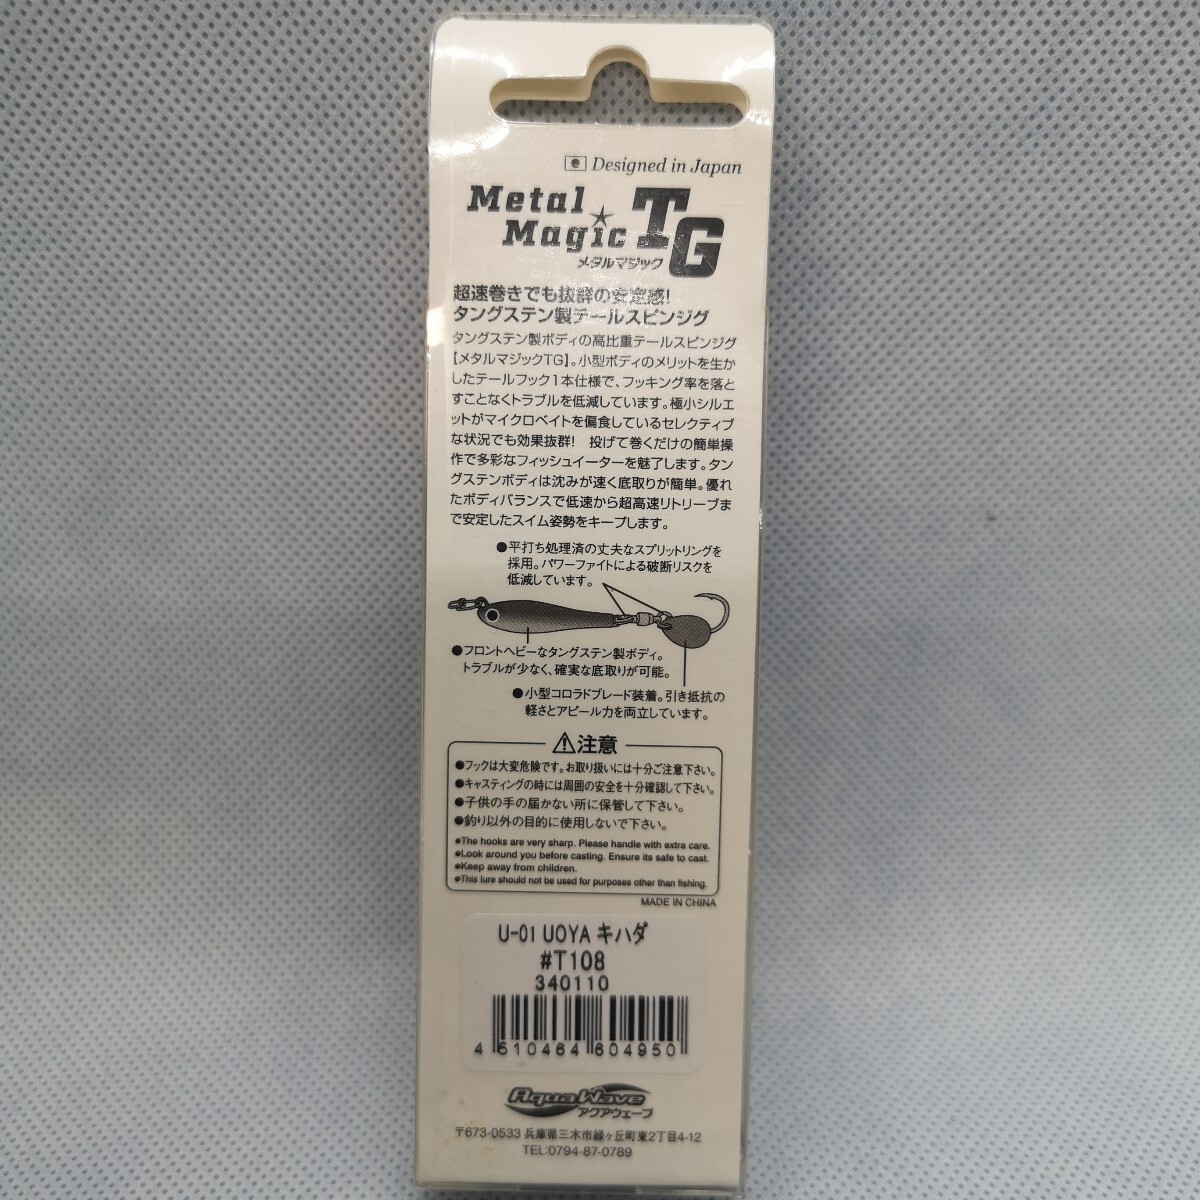 Designed in Japan
Metal
Magic TG
メタルマジック
超速巻きでも抜群の安定感!
タングステン製テールスピンジグ
タングステン製ボディの高比重テールスピンジグ
【メタルマジックTG】。小型ボディのメリットを生か
したテールフック1本仕様で、フッキング率を落と
すことなくトラブルを低減しています。極小シルエ
ットがマイクロベイトを偏食しているセレクティブ
な状況でも効果抜群! 投げて巻くだけの簡単操
作で多彩なフィッシュイーターを魅了します。タン
グステンボディは沈みが速く底取りが簡単。優れ
たボディバランスで低速から超高速リトリーブま
で安定したスイム姿勢をキープします。
●平打ち処理済の丈夫なスプリットリングを
採用。パワーファイトによる破断リスクを
低減しています。
●フロントヘビーなタングステン製ボディ。
トラブルが少なく、確実な底取りが可能。
●小型コロラドブレード装着。引き抵抗の
軽さとアピール力を両立しています。
⚠注意
●フックは大変危険です。お取り扱いには十分ご注意下さい。
●キャスティングの時には周囲の安全を十分確認して下さい。
●子供の手の届かない所に保管して下さい。
●釣り以外の目的に使用しないで下さい。
●The hooks are very sharp. Please handle with extra care.
●Look around you before casting. Ensure its safe to cast.
●Keep away from children.
●This lure should not be used for purposes other than fishing.
MADE IN CHINA
U-01 UOYA キハダ
#T108
340110
4 510464 604950
AquaWave
アクアウェーブ
〒673-0533 兵庫県三木市緑ヶ丘町東2丁目4-12
TEL:0794-87-0789